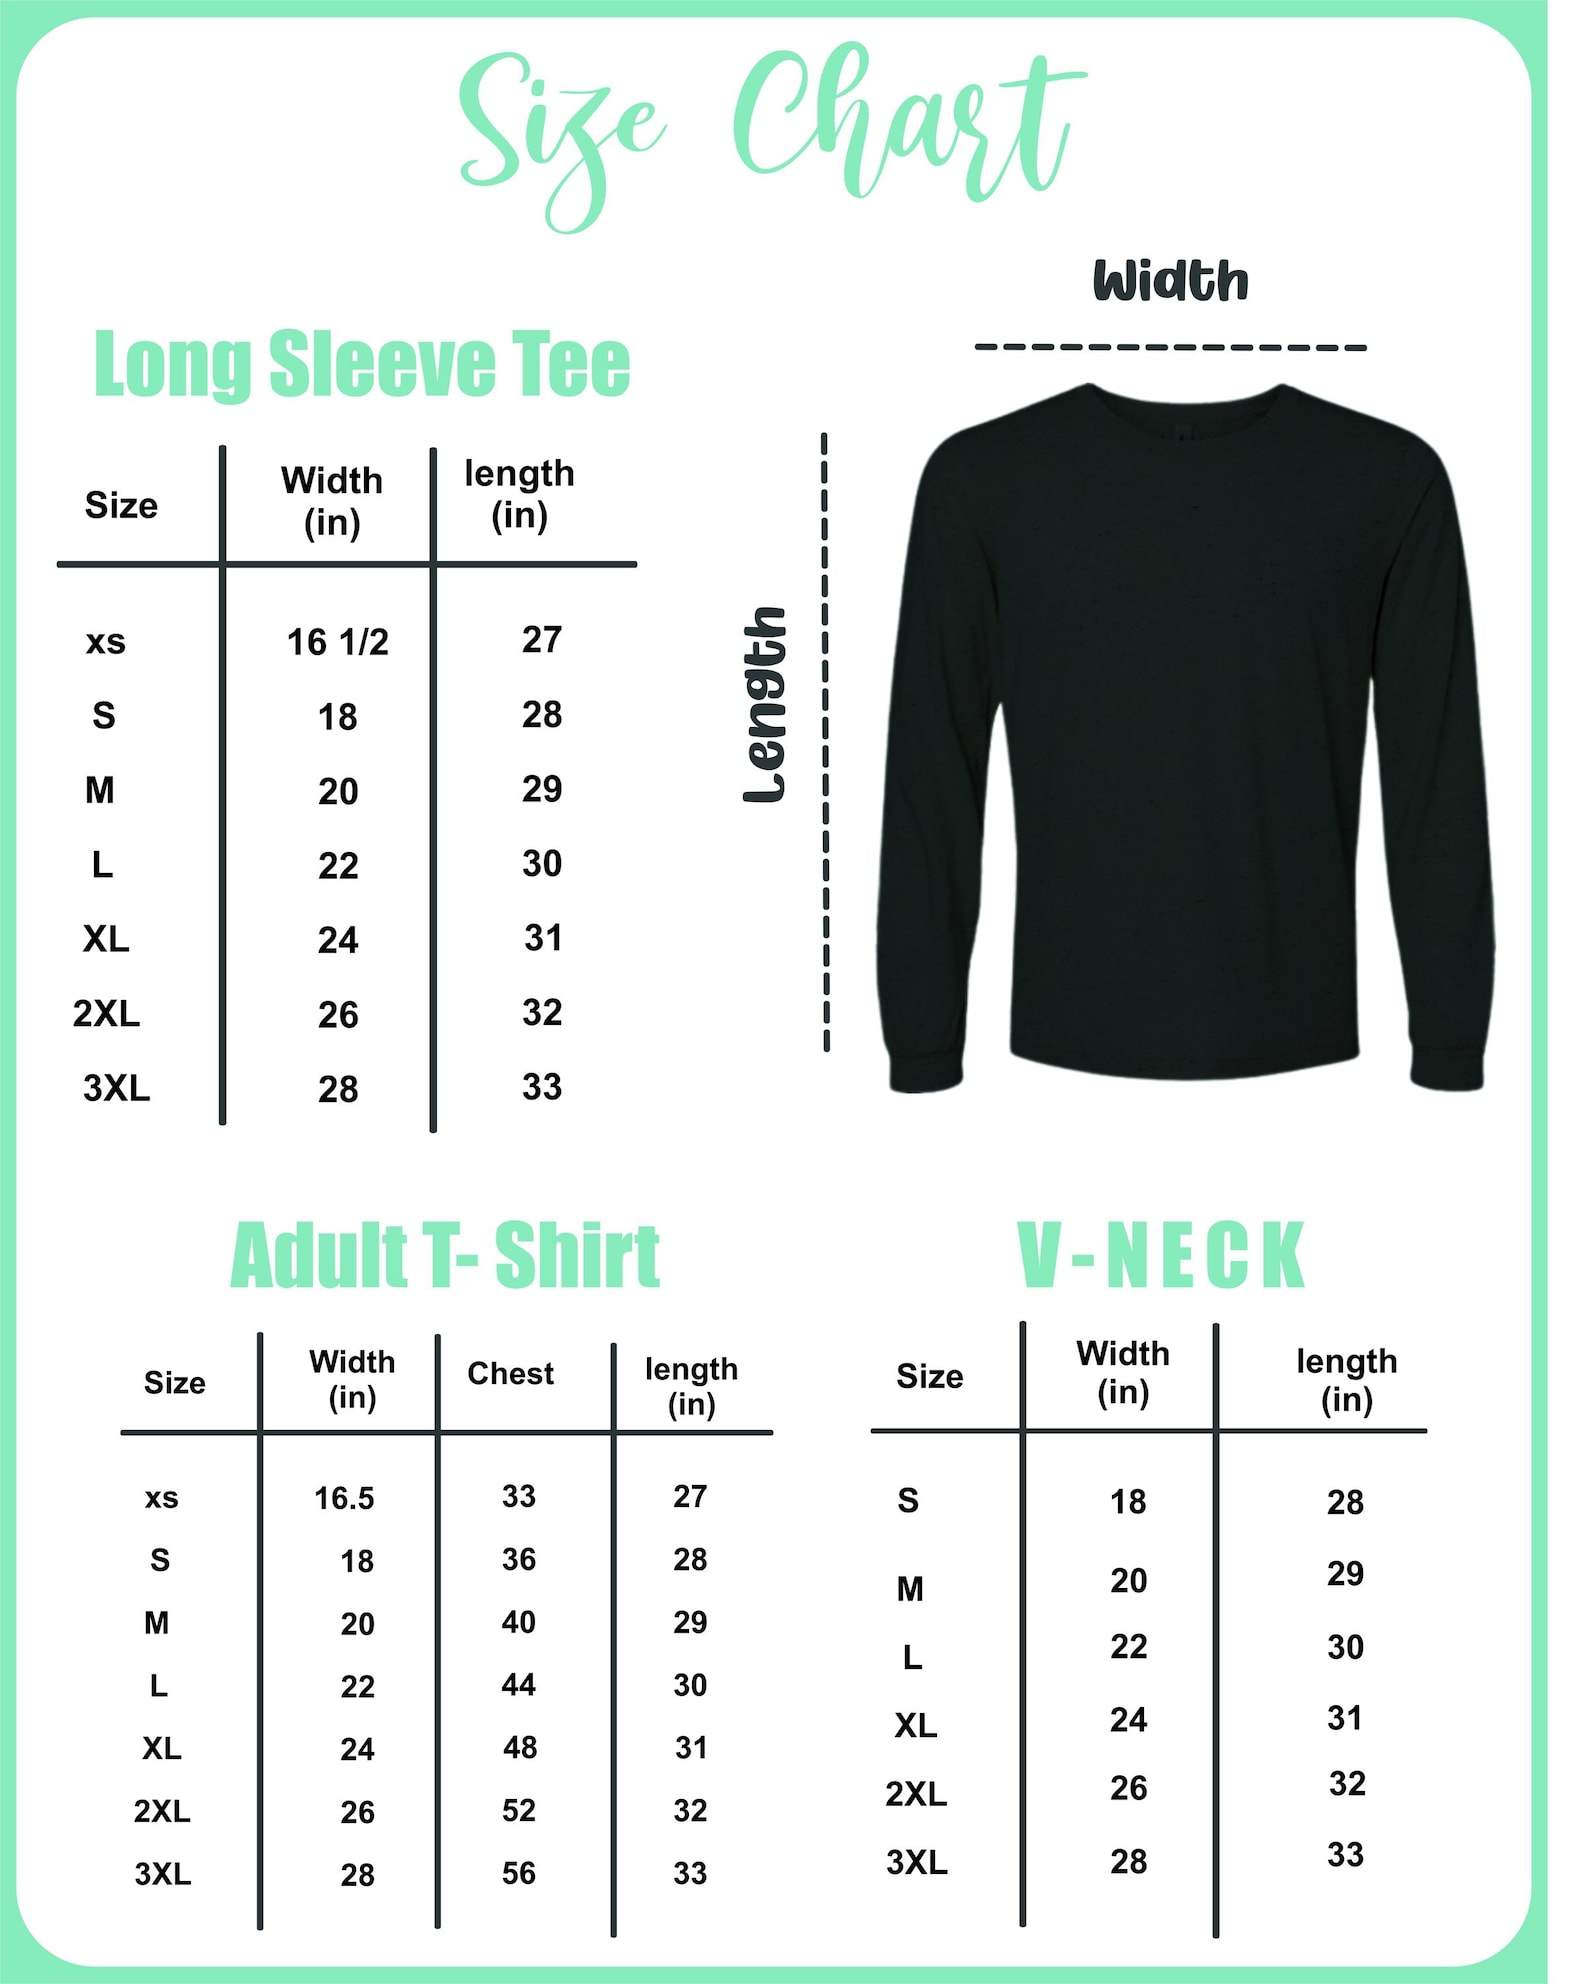 Size Chart
Width
Long Sleeve Tee
Size Width (in) length (in)
xs 16 1/2 27
S 18 28
M 20 29
L 22 30
XL 24 31
2XL 26 32
3XL 28 33
Length
Adult T- Shirt
Size Width (in) Chest length (in)
xs 16.5 33 27
S 18 36 28
M 20 40 29
L 22 44 30
XL 24 48 31
2XL 26 52 32
3XL 28 56 33
V-NECK
Size Width (in) length (in)
S 18 28
M 20 29
L 22 30
XL 24 31
2XL 26 32
3XL 28 33